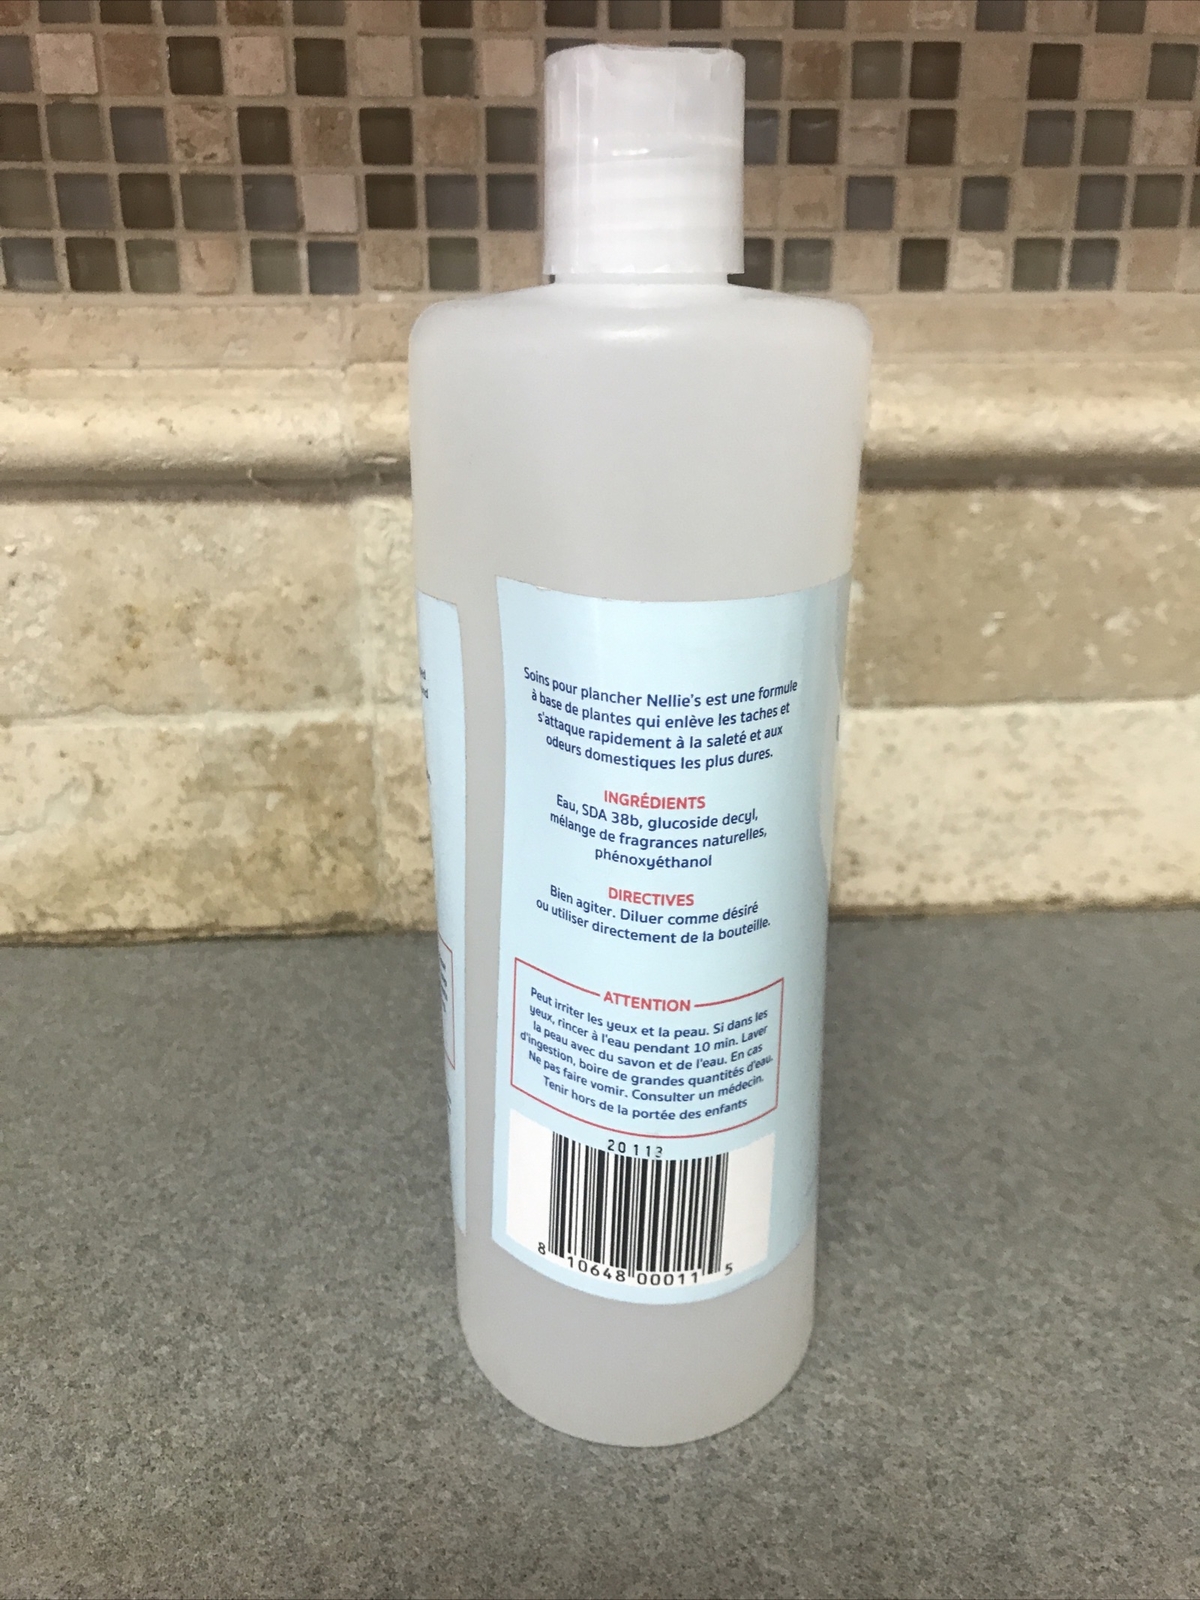 Soins pour plancher Nellie's est une formule
à base de plantes qui enlève les taches et
s'attaque rapidement à la saleté et aux
odeurs domestiques les plus dures.
INGRÉDIENTS
Eau, SDA 38b, glucoside decyl,
mélange de fragrances naturelles,
phénoxyéthanol
DIRECTIVES
Bien agiter. Diluer comme désiré
ou utiliser directement de la bouteille.
ATTENTION
Peut irriter les yeux et la peau. Si dans les
yeux, rincer à l'eau pendant 10 min. Laver
la peau avec du savon et de l'eau. En cas
d'ingestion, boire de grandes quantités d'eau.
Ne pas faire vomir. Consulter un médecin.
Tenir hors de la portée des enfants
20113
8 10648 00011 5